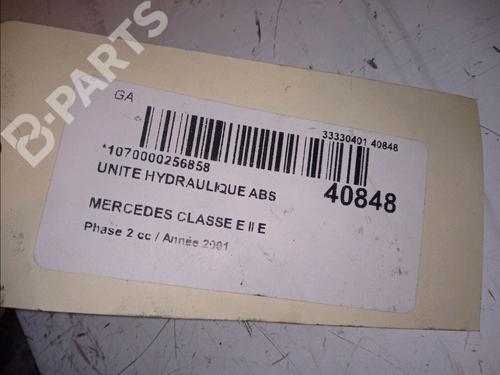 B-PARTS
GA
33330401 40848
*1070000256858
UNITE HYDRAULIQUE ABS
40848
MERCEDES CLASSE E II E
Phase 2 cc / Année 2001